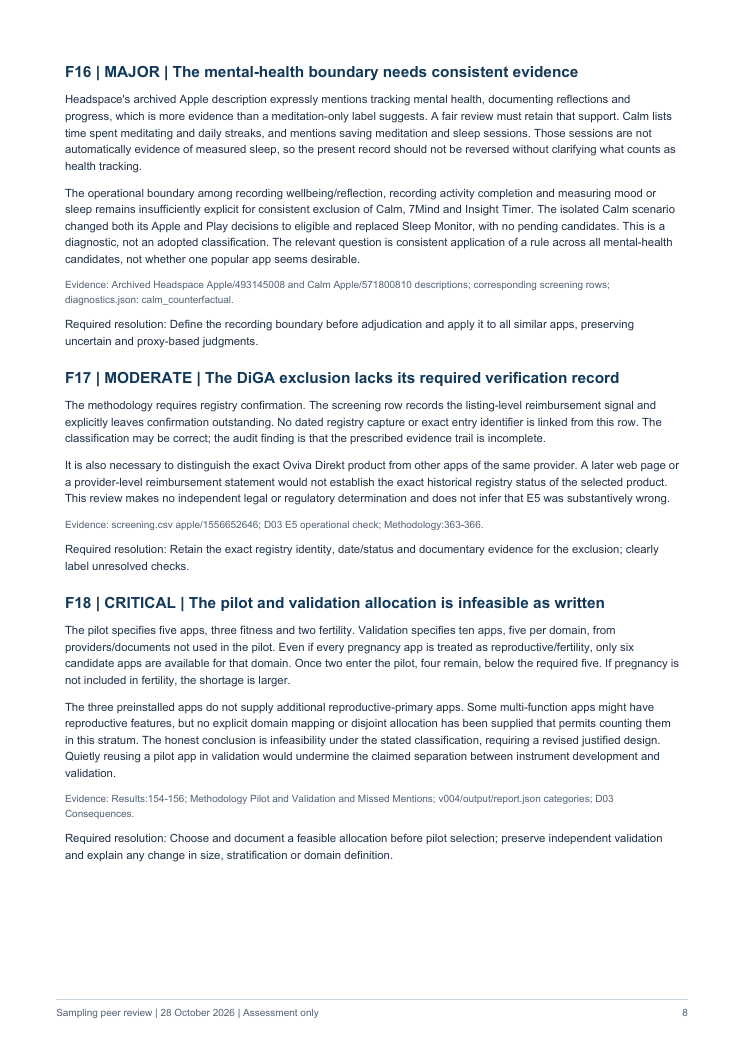 F16 | MAJOR | The mental-health boundary needs consistent evidence
Headspace's archived Apple description expressly mentions tracking mental health, documenting reflections and
progress, which is more evidence than a meditation-only label suggests. A fair review must retain that support. Calm lists
time spent meditating and daily streaks, and mentions saving meditation and sleep sessions. Those sessions are not
automatically evidence of measured sleep, so the present record should not be reversed without clarifying what counts as
health tracking.
The operational boundary among recording wellbeing/reflection, recording activity completion and measuring mood or
sleep remains insufficiently explicit for consistent exclusion of Calm, 7Mind and Insight Timer. The isolated Calm scenario
changed both its Apple and Play decisions to eligible and replaced Sleep Monitor, with no pending candidates. This is a
diagnostic, not an adopted classification. The relevant question is consistent application of a rule across all mental-health
candidates, not whether one popular app seems desirable.
Evidence: Archived Headspace Apple/493145008 and Calm Apple/571800810 descriptions; corresponding screening rows;
diagnostics.json: calm_counterfactual.
Required resolution: Define the recording boundary before adjudication and apply it to all similar apps, preserving
uncertain and proxy-based judgments.
F17 | MODERATE | The DiGA exclusion lacks its required verification record
The methodology requires registry confirmation. The screening row records the listing-level reimbursement signal and
explicitly leaves confirmation outstanding. No dated registry capture or exact entry identifier is linked from this row. The
classification may be correct; the audit finding is that the prescribed evidence trail is incomplete.
It is also necessary to distinguish the exact Oviva Direkt product from other apps of the same provider. A later web page or
a provider-level reimbursement statement would not establish the exact historical registry status of the selected product.
This review makes no independent legal or regulatory determination and does not infer that E5 was substantively wrong.
Evidence: screening.csv apple/1556652646; D03 E5 operational check; Methodology:363-366.
Required resolution: Retain the exact registry identity, date/status and documentary evidence for the exclusion; clearly
label unresolved checks.
F18 | CRITICAL | The pilot and validation allocation is infeasible as written
The pilot specifies five apps, three fitness and two fertility. Validation specifies ten apps, five per domain, from
providers/documents not used in the pilot. Even if every pregnancy app is treated as reproductive/fertility, only six
candidate apps are available for that domain. Once two enter the pilot, four remain, below the required five. If pregnancy is
not included in fertility, the shortage is larger.
The three preinstalled apps do not supply additional reproductive-primary apps. Some multi-function apps might have
reproductive features, but no explicit domain mapping or disjoint allocation has been supplied that permits counting them
in this stratum. The honest conclusion is infeasibility under the stated classification, requiring a revised justified design.
Quietly reusing a pilot app in validation would undermine the claimed separation between instrument development and
validation.
Evidence: Results:154-156; Methodology Pilot and Validation and Missed Mentions; v004/output/report.json categories; D03
Consequences.
Required resolution: Choose and document a feasible allocation before pilot selection; preserve independent validation
and explain any change in size, stratification or domain definition.
Sampling peer review | 28 October 2026 | Assessment only
8